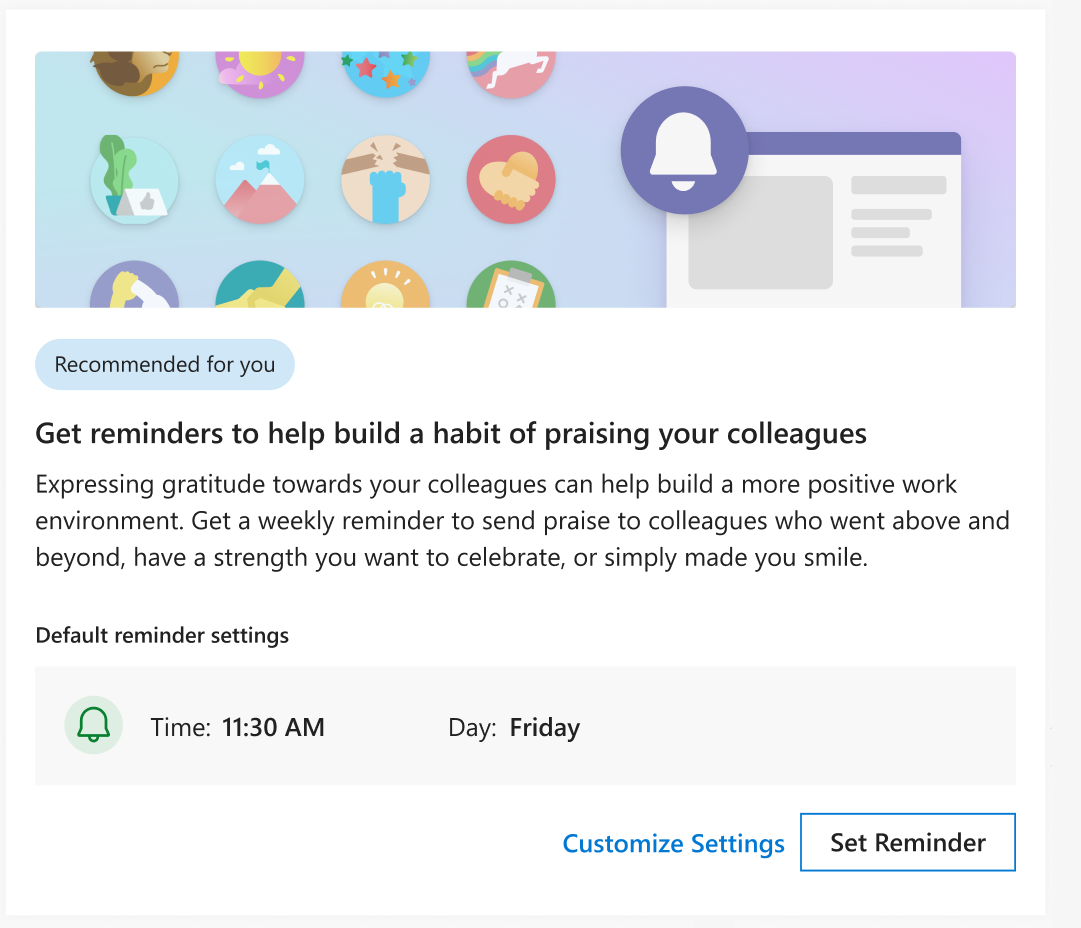 Recommended for you
Get reminders to help build a habit of praising your colleagues
Expressing gratitude towards your colleagues can help build a more positive work
environment. Get a weekly reminder to send praise to colleagues who went above and
beyond, have a strength you want to celebrate, or simply made you smile.
Default reminder settings
Time: 11:30 AM Day: Friday
Customize Settings Set Reminder